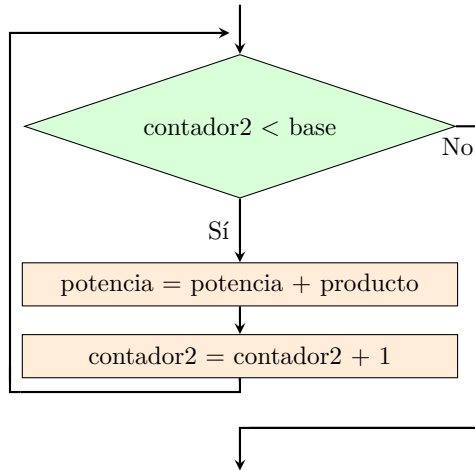 contador2 < base
No
Sí
potencia = potencia + producto
contador2 = contador2 + 1